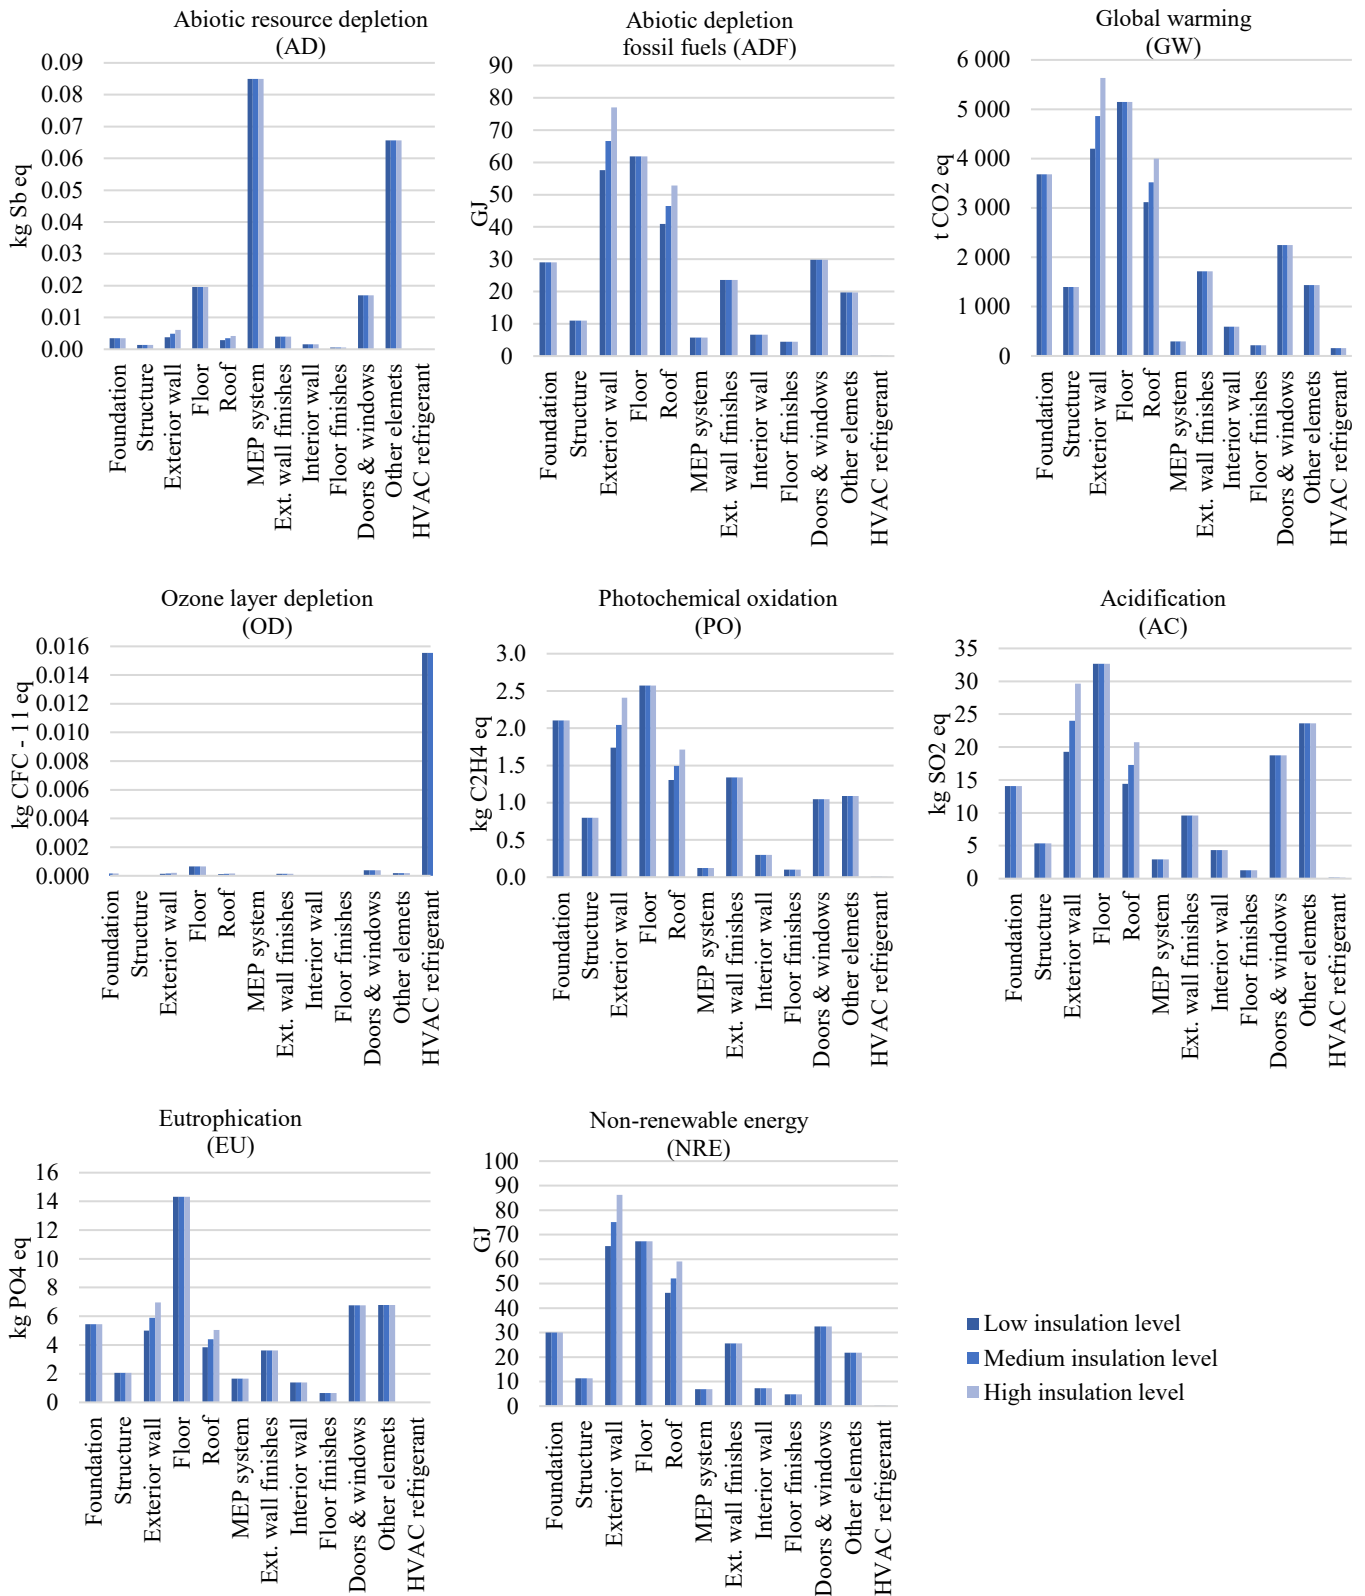 Abiotic resource depletion
(AD)
kg Sb eq
0.09
0.08
0.07
0.06
0.05
0.04
0.03
0.02
0.01
0.00
Foundation
Structure
Exterior wall
Floor
Roof
MEP system
Ext. wall finishes
Interior wall
Floor finishes
Doors & windows
Other elemets
HVAC refrigerant
Abiotic depletion
fossil fuels (ADF)
GJ
90
80
70
60
50
40
30
20
10
0
Foundation
Structure
Exterior wall
Floor
Roof
MEP system
Ext. wall finishes
Interior wall
Floor finishes
Doors & windows
Other elemets
HVAC refrigerant
Global warming
(GW)
t CO2 eq
6 000
5 000
4 000
3 000
2 000
1 000
0
Foundation
Structure
Exterior wall
Floor
Roof
MEP system
Ext. wall finishes
Interior wall
Floor finishes
Doors & windows
Other elemets
HVAC refrigerant
Ozone layer depletion
(OD)
kg CFC - 11 eq
0.016
0.014
0.012
0.010
0.008
0.006
0.004
0.002
0.000
Foundation
Structure
Exterior wall
Floor
Roof
MEP system
Ext. wall finishes
Interior wall
Floor finishes
Doors & windows
Other elemets
HVAC refrigerant
Photochemical oxidation
(PO)
kg C2H4 eq
3.0
2.5
2.0
1.5
1.0
0.5
0.0
Foundation
Structure
Exterior wall
Floor
Roof
MEP system
Ext. wall finishes
Interior wall
Floor finishes
Doors & windows
Other elemets
HVAC refrigerant
Acidification
(AC)
kg SO2 eq
35
30
25
20
15
10
5
0
Foundation
Structure
Exterior wall
Floor
Roof
MEP system
Ext. wall finishes
Interior wall
Floor finishes
Doors & windows
Other elemets
HVAC refrigerant
Eutrophication
(EU)
kg PO4 eq
16
14
12
10
8
6
4
2
0
Foundation
Structure
Exterior wall
Floor
Roof
MEP system
Ext. wall finishes
Interior wall
Floor finishes
Doors & windows
Other elemets
HVAC refrigerant
Non-renewable energy
(NRE)
GJ
100
90
80
70
60
50
40
30
20
10
0
Foundation
Structure
Exterior wall
Floor
Roof
MEP system
Ext. wall finishes
Interior wall
Floor finishes
Doors & windows
Other elemets
HVAC refrigerant
Low insulation level
Medium insulation level
High insulation level